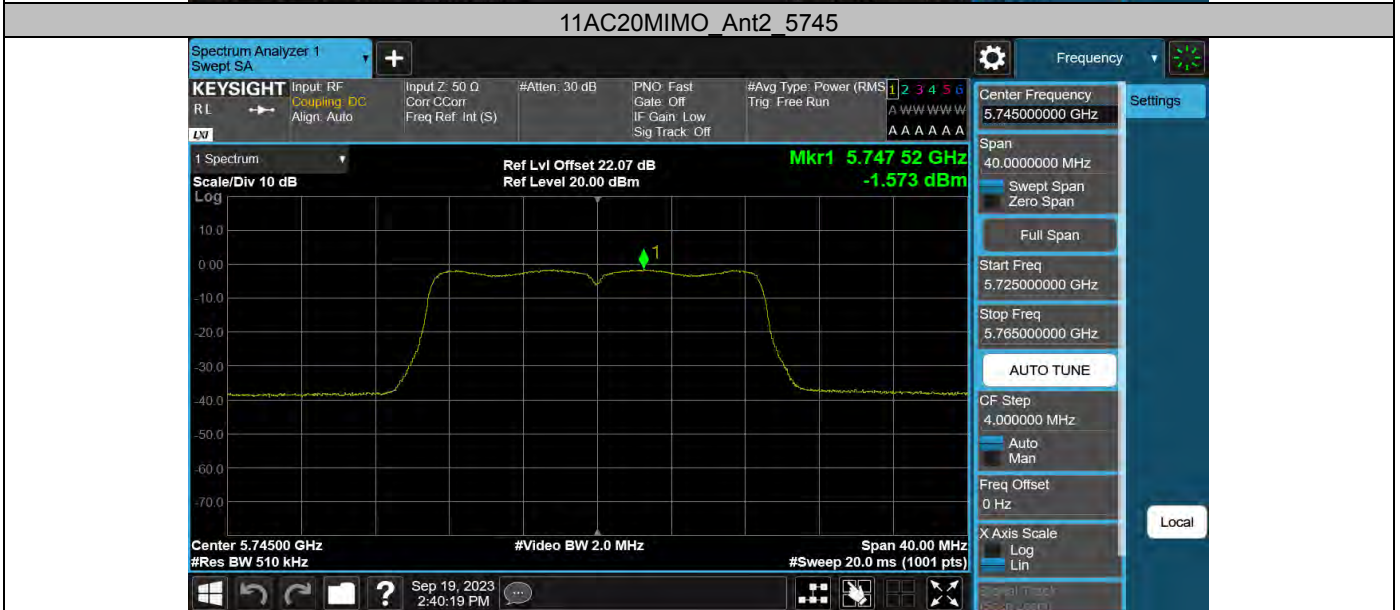 11AC20MIMO_Ant2_5745
Spectrum Analyzer 1
Swept SA
+
Frequency
KEYSIGHT
RL
LXI
Input: RF
Coupling: DC
Align: Auto
Input Z: 50 Ω
Corr CCorr
Freq Ref: Int (S)
#Atten: 30 dB
PNO: Fast
Gate: Off
IF Gain: Low
Sig Track: Off
#Avg Type: Power (RMS
Trig: Free Run
1 2 3 4 5 6
A W W W W W
A A A A A A
Center Frequency
5.745000000 GHz
Settings
1 Spectrum
Scale/Div 10 dB
Log
Ref Lvl Offset 22.07 dB
Ref Level 20.00 dBm
Mkr1 5.747 52 GHz
-1.573 dBm
Span
40.0000000 MHz
Swept Span
Zero Span
Full Span
Start Freq
5.725000000 GHz
Stop Freq
5.765000000 GHz
AUTO TUNE
CF Step
4.000000 MHz
Auto
Man
Freq Offset
0 Hz
X Axis Scale
Log
Lin
Local
10.0
0.00
-10.0
-20.0
-30.0
-40.0
-50.0
-60.0
-70.0
1
Center 5.74500 GHz
#Res BW 510 kHz
#Video BW 2.0 MHz
Span 40.00 MHz
#Sweep 20.0 ms (1001 pts)
?
Sep 19, 2023
2:40:19 PM